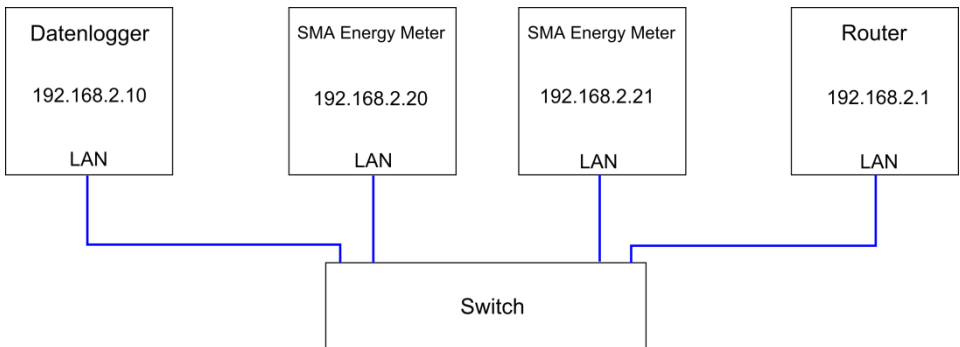 Datenlogger
192.168.2.10
LAN
SMA Energy Meter
192.168.2.20
LAN
SMA Energy Meter
192.168.2.21
LAN
Router
192.168.2.1
LAN
Switch